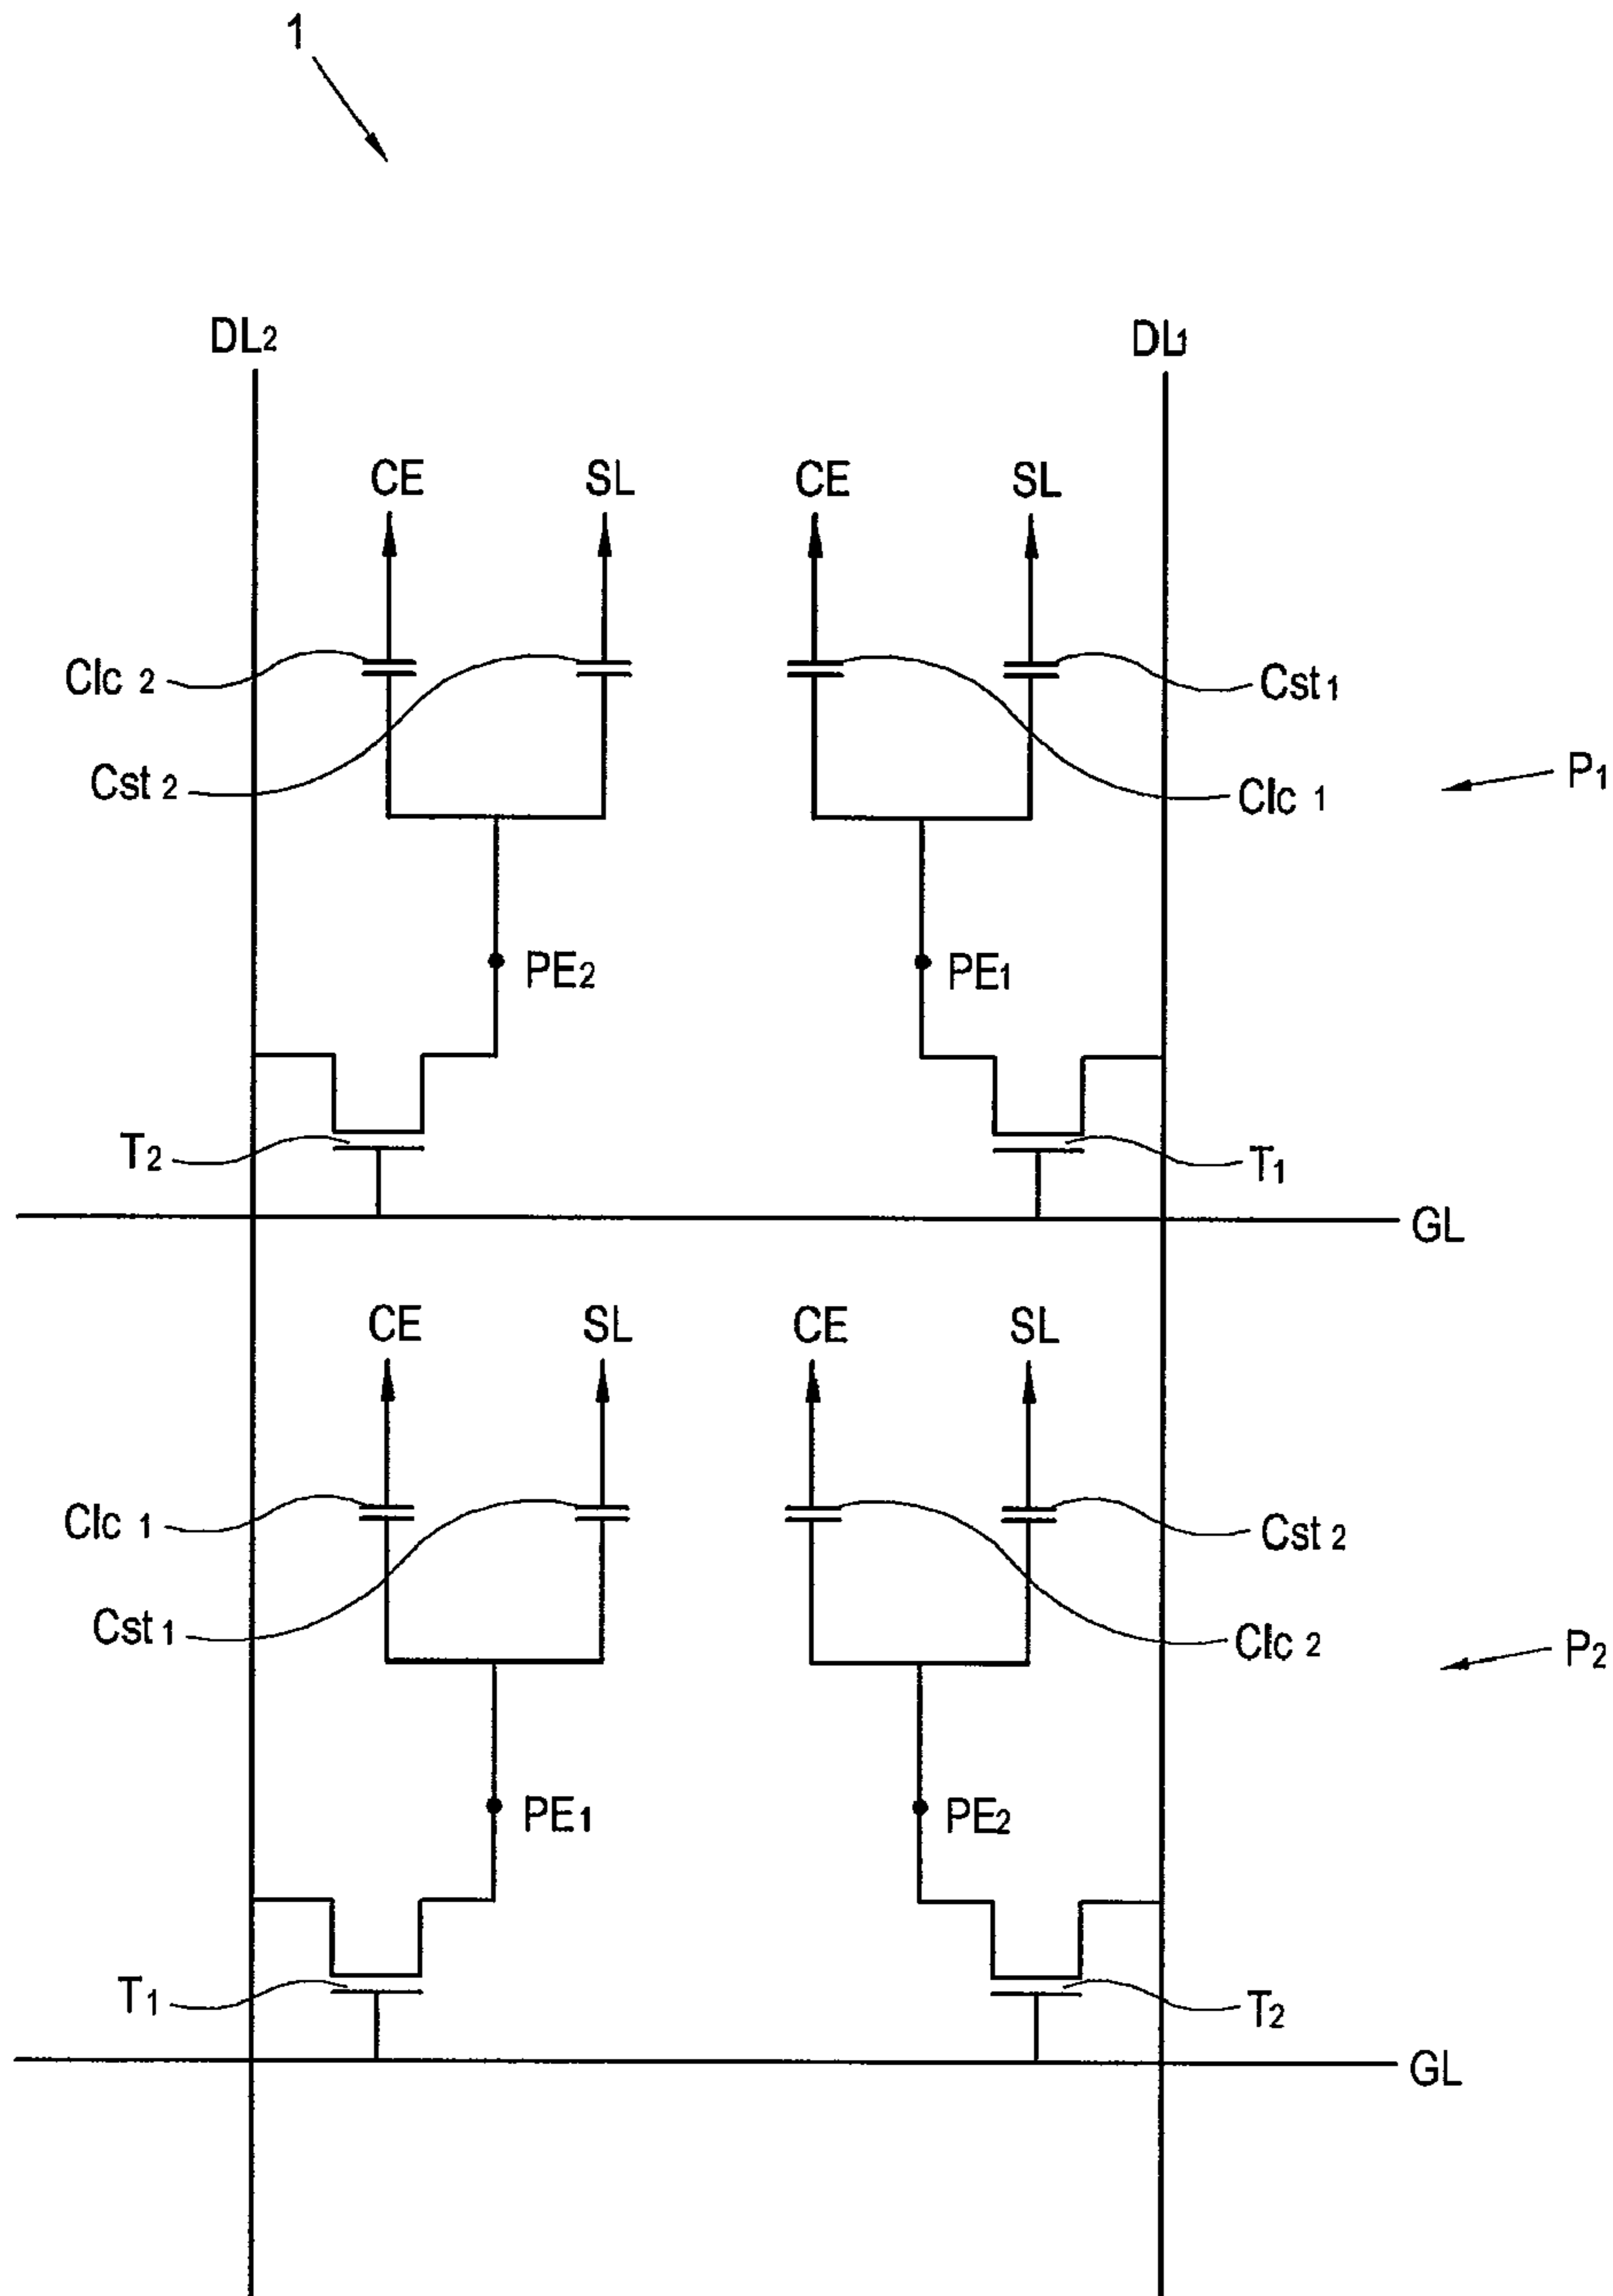 1
DL2 DL1
CE SL CE SL
Clc 2 Cst 1
Cst 2 Clc 1 P1
PE2 PE1
T2 T1
GL
CE SL CE SL
Clc 1 Cst 2
Cst 1 Clc 2 P2
PE1 PE2
T1 T2
GL